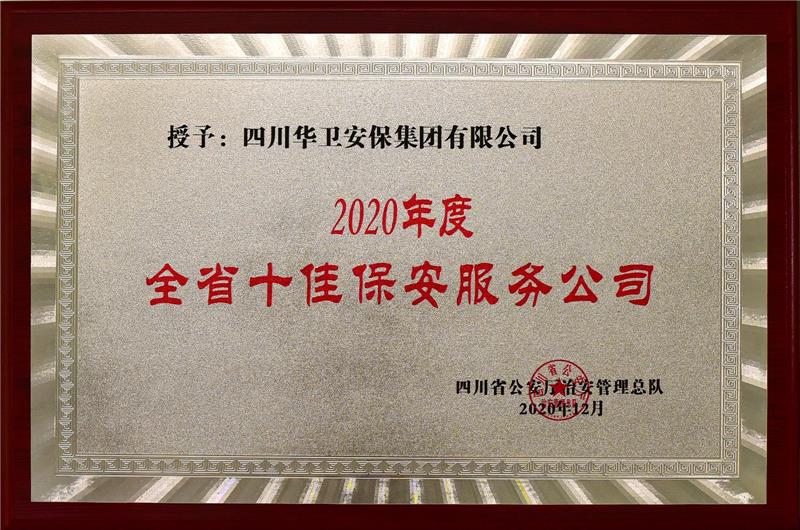 授予：四川华卫安保集团有限公司
2020年度
全省十佳保安服务公司
四川省公安厅治安管理总队
2020年12月